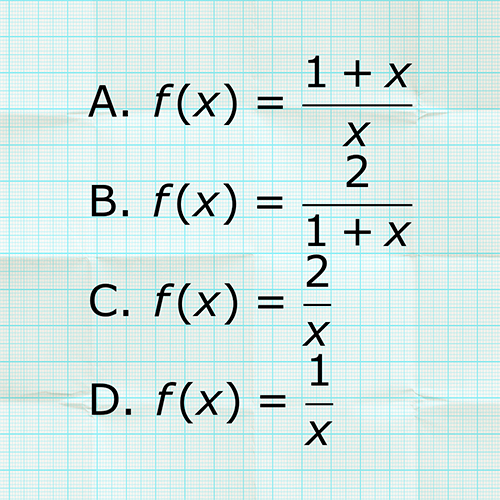 A. f(x) = (1 + x)/x
B. f(x) = 2/(1 + x)
C. f(x) = 2/x
D. f(x) = 1/x